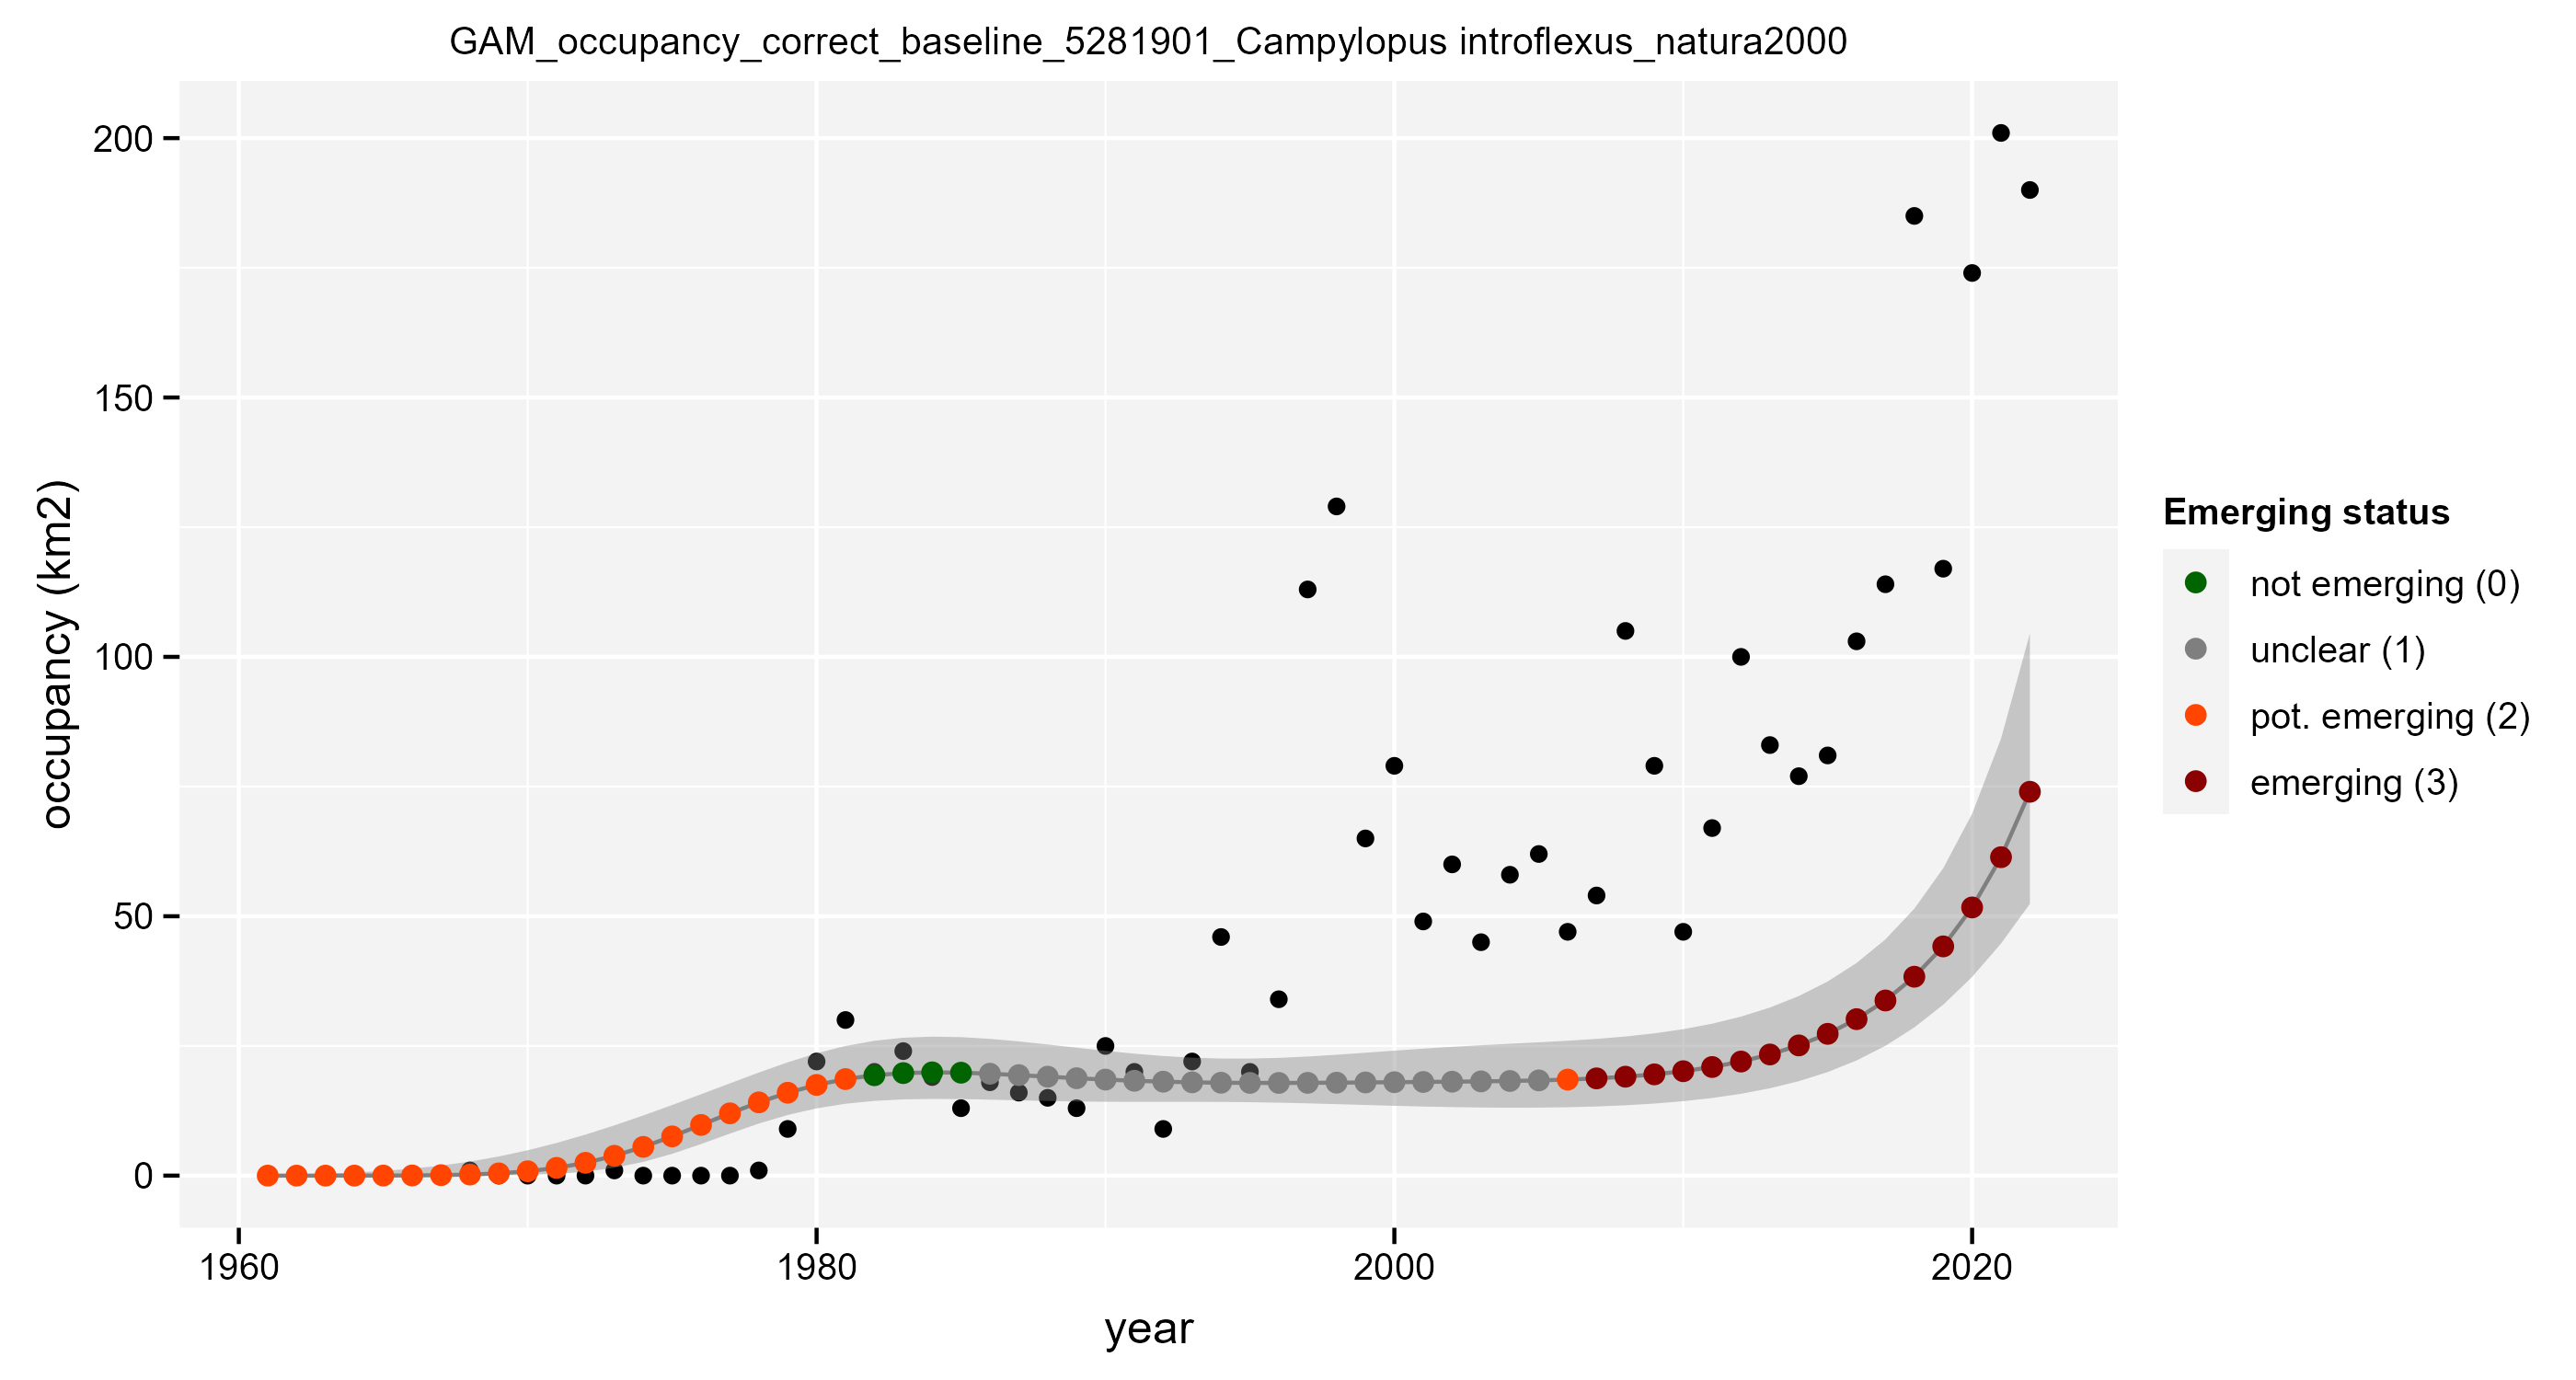 GAM_occupancy_correct_baseline_5281901_Campylopus introflexus_natura2000
200
150
100
50
0
occupancy (km2)
1960
1980
2000
2020
year
Emerging status
not emerging (0)
unclear (1)
pot. emerging (2)
emerging (3)